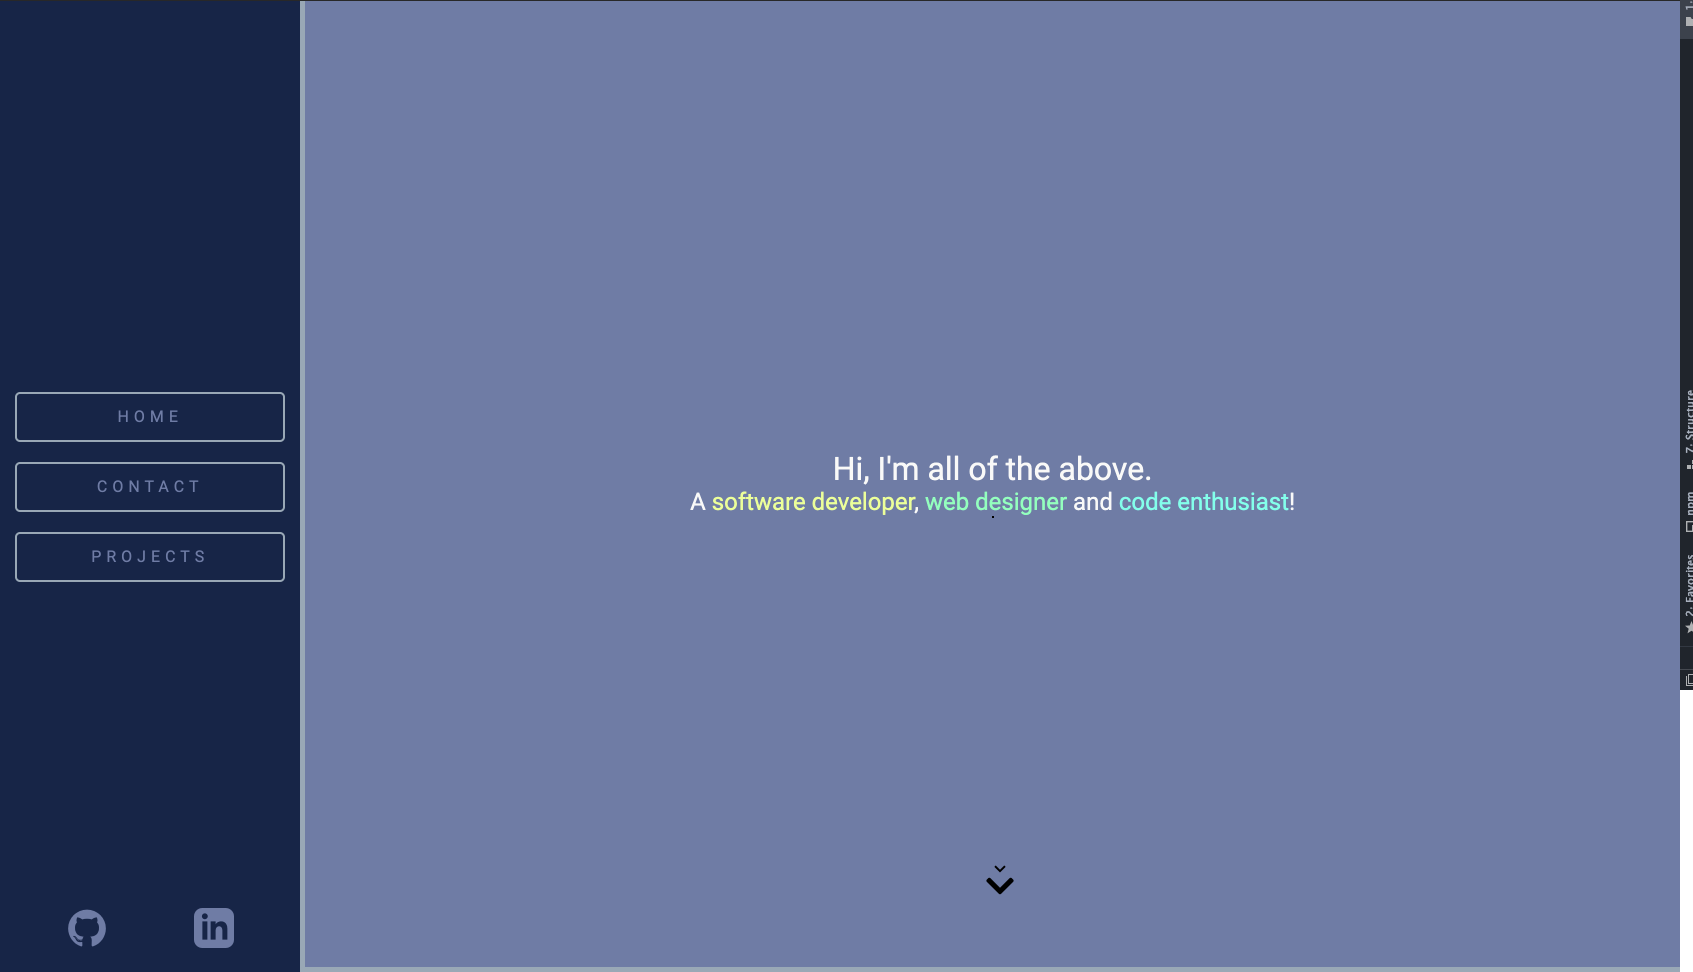 HOME
CONTACT
PROJECTS
Hi, I'm all of the above.
A software developer, web designer and code enthusiast!
in
1:
Z: Structure
npm
2: Favorites